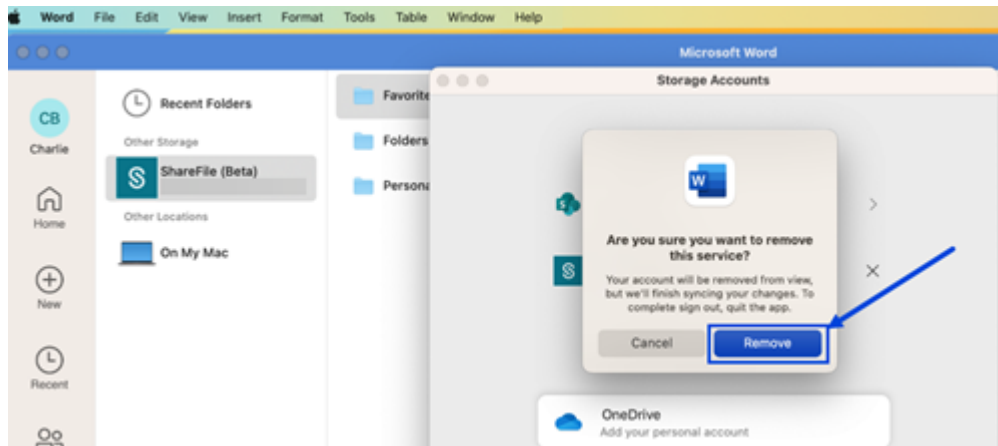 Word File Edit View Insert Format Tools Table Window Help
Microsoft Word
Storage Accounts
CB
Charlie
Home
New
Recent
Recent Folders
Other Storage
ShareFile (Beta)
Other Locations
On My Mac
Favorite
Folders
Persona
W
Are you sure you want to remove
this service?
Your account will be removed from view,
but we'll finish syncing your changes. To
complete sign out, quit the app.
Cancel Remove
OneDrive
Add your personal account